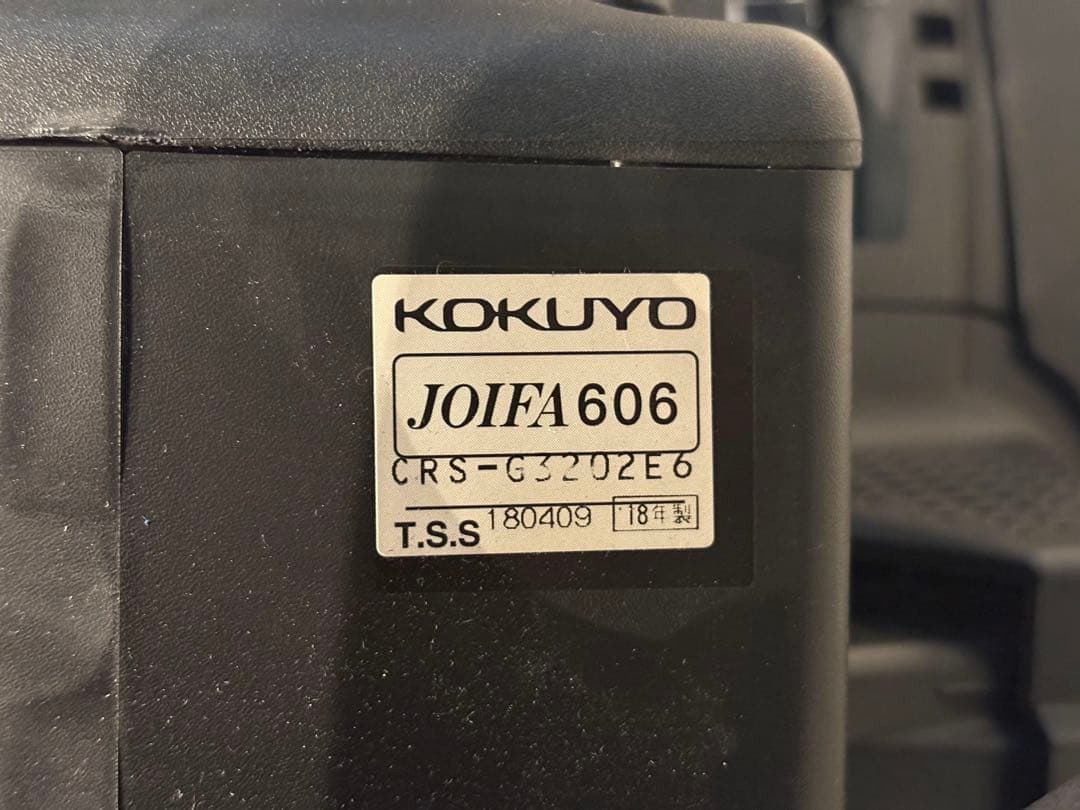 KOKUYO
JOIFA 606
CRS-G3202E6
T.S.S 180409 '18年製